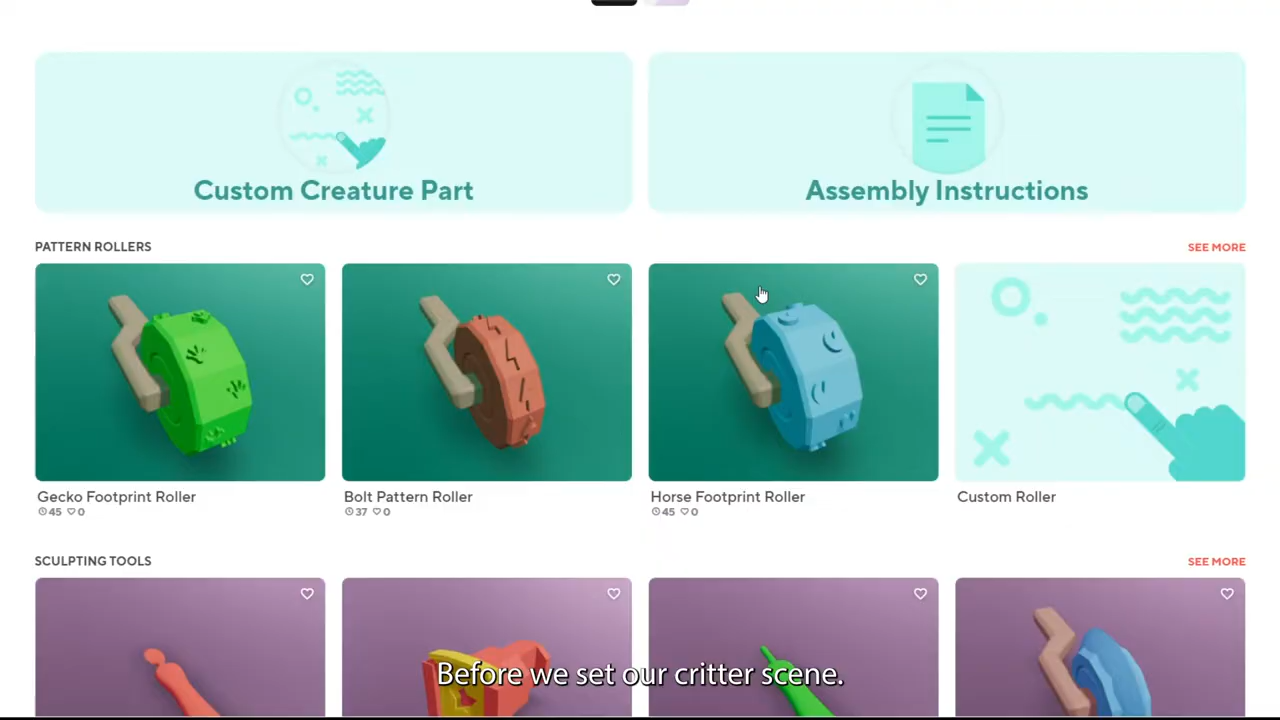 Custom Creature Part
Assembly Instructions
PATTERN ROLLERS
SEE MORE
Gecko Footprint Roller
45 0
Bolt Pattern Roller
37 0
Horse Footprint Roller
45 0
Custom Roller
SCULPTING TOOLS
SEE MORE
Before we set our critter scene.